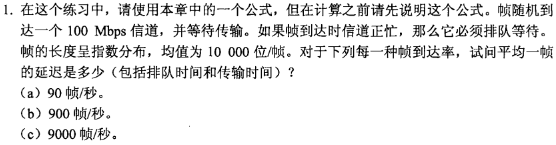 1. 在这个练习中，请使用本章中的一个公式，但在计算之前请先说明这个公式。帧随机到
达一个 100 Mbps 信道，并等待传输。如果帧到达时信道正忙，那么它必须排队等待。
帧的长度呈指数分布，均值为 10 000 位/帧。对于下列每一种帧到达率，试问平均一帧
的延迟是多少（包括排队时间和传输时间）？
（a）90 帧/秒。
（b）900 帧/秒。
（c）9000 帧/秒。